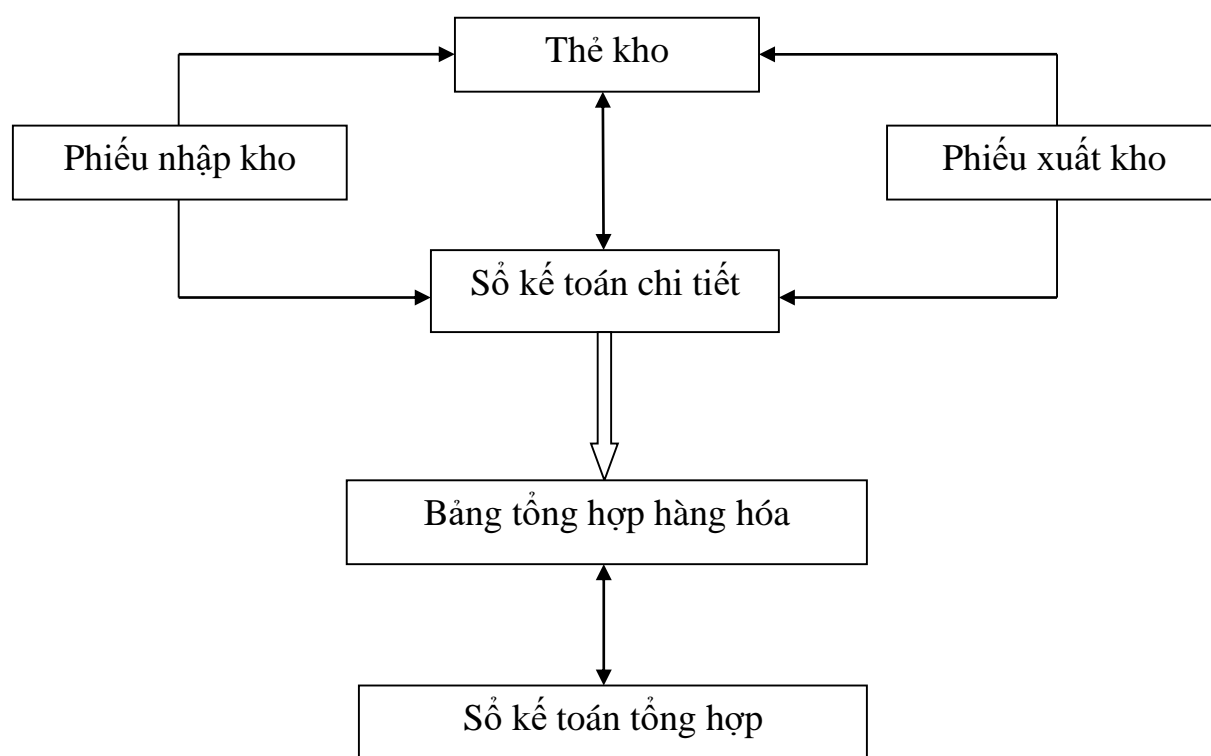 Thẻ kho
Phiếu nhập kho
Phiếu xuất kho
Sổ kế toán chi tiết
Bảng tổng hợp hàng hóa
Sổ kế toán tổng hợp